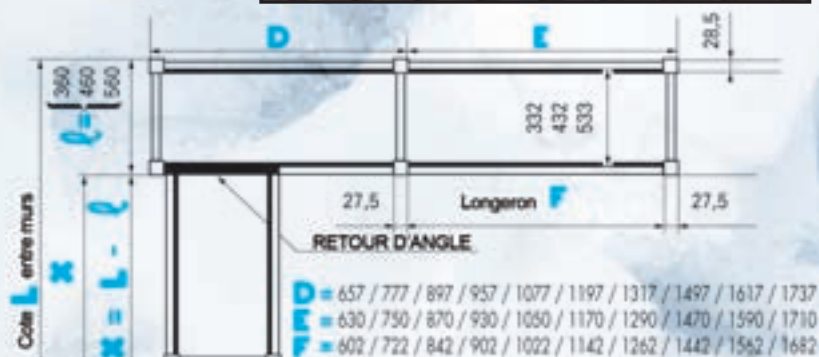 D E
28,5
360
460
560
ℓ =
332
432
533
27,5 Longeron F 27,5
RETOUR D'ANGLE
Cote L entre murs
X
X = L - ℓ
D = 657 / 777 / 897 / 957 / 1077 / 1197 / 1317 / 1497 / 1617 / 1737
E = 630 / 750 / 870 / 930 / 1050 / 1170 / 1290 / 1470 / 1590 / 1710
F = 602 / 722 / 842 / 902 / 1022 / 1142 / 1262 / 1442 / 1562 / 1682